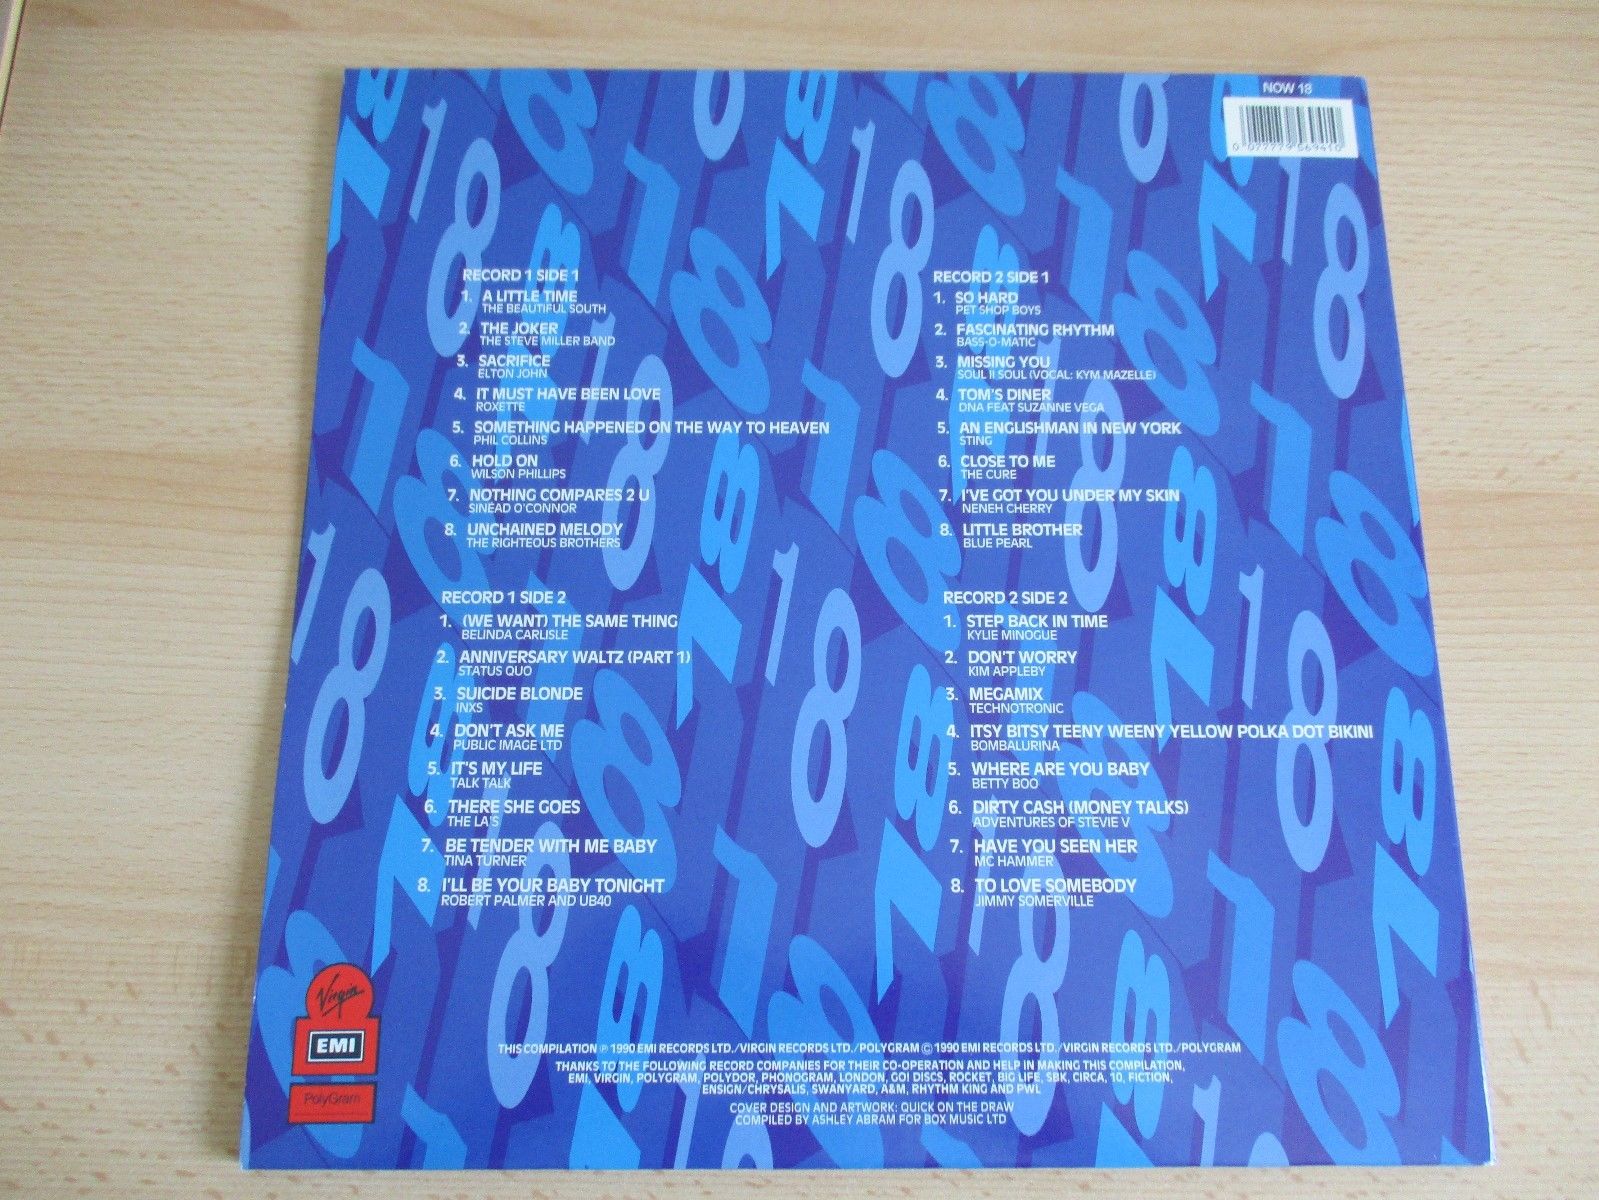 NOW 18
0 077779 569410
RECORD 1 SIDE 1
1. A LITTLE TIME
THE BEAUTIFUL SOUTH
2. THE JOKER
THE STEVE MILLER BAND
3. SACRIFICE
ELTON JOHN
4. IT MUST HAVE BEEN LOVE
ROXETTE
5. SOMETHING HAPPENED ON THE WAY TO HEAVEN
PHIL COLLINS
6. HOLD ON
WILSON PHILLIPS
7. NOTHING COMPARES 2 U
SINÉAD O'CONNOR
8. UNCHAINED MELODY
THE RIGHTEOUS BROTHERS
RECORD 1 SIDE 2
1. (WE WANT) THE SAME THING
BELINDA CARLISLE
2. ANNIVERSARY WALTZ (PART 1)
STATUS QUO
3. SUICIDE BLONDE
INXS
4. DON'T ASK ME
PUBLIC IMAGE LTD
5. IT'S MY LIFE
TALK TALK
6. THERE SHE GOES
THE LA'S
7. BE TENDER WITH ME BABY
TINA TURNER
8. I'LL BE YOUR BABY TONIGHT
ROBERT PALMER AND UB40
RECORD 2 SIDE 1
1. SO HARD
PET SHOP BOYS
2. FASCINATING RHYTHM
BASS-O-MATIC
3. MISSING YOU
SOUL II SOUL (VOCAL: KYM MAZELLE)
4. TOM'S DINER
DNA FEAT SUZANNE VEGA
5. AN ENGLISHMAN IN NEW YORK
STING
6. CLOSE TO ME
THE CURE
7. I'VE GOT YOU UNDER MY SKIN
NENEH CHERRY
8. LITTLE BROTHER
BLUE PEARL
RECORD 2 SIDE 2
1. STEP BACK IN TIME
KYLIE MINOGUE
2. DON'T WORRY
KIM APPLEBY
3. MEGAMIX
TECHNOTRONIC
4. ITSY BITSY TEENY WEENY YELLOW POLKA DOT BIKINI
BOMBALURINA
5. WHERE ARE YOU BABY
BETTY BOO
6. DIRTY CASH (MONEY TALKS)
ADVENTURES OF STEVIE V
7. HAVE YOU SEEN HER
MC HAMMER
8. TO LOVE SOMEBODY
JIMMY SOMERVILLE
Virgin
EMI
PolyGram
THIS COMPILATION ℗ 1990 EMI RECORDS LTD./VIRGIN RECORDS LTD./POLYGRAM © 1990 EMI RECORDS LTD./VIRGIN RECORDS LTD./POLYGRAM
THANKS TO THE FOLLOWING RECORD COMPANIES FOR THEIR CO-OPERATION AND HELP IN MAKING THIS COMPILATION,
EMI, VIRGIN, POLYGRAM, POLYDOR, PHONOGRAM, LONDON, GO! DISCS, ROCKET, BIG LIFE, SBK, CIRCA, 10, FICTION,
ENSIGN/CHRYSALIS, SWANYARD, A&M, RHYTHM KING AND PWL
COVER DESIGN AND ARTWORK: QUICK ON THE DRAW
COMPILED BY ASHLEY ABRAM FOR BOX MUSIC LTD